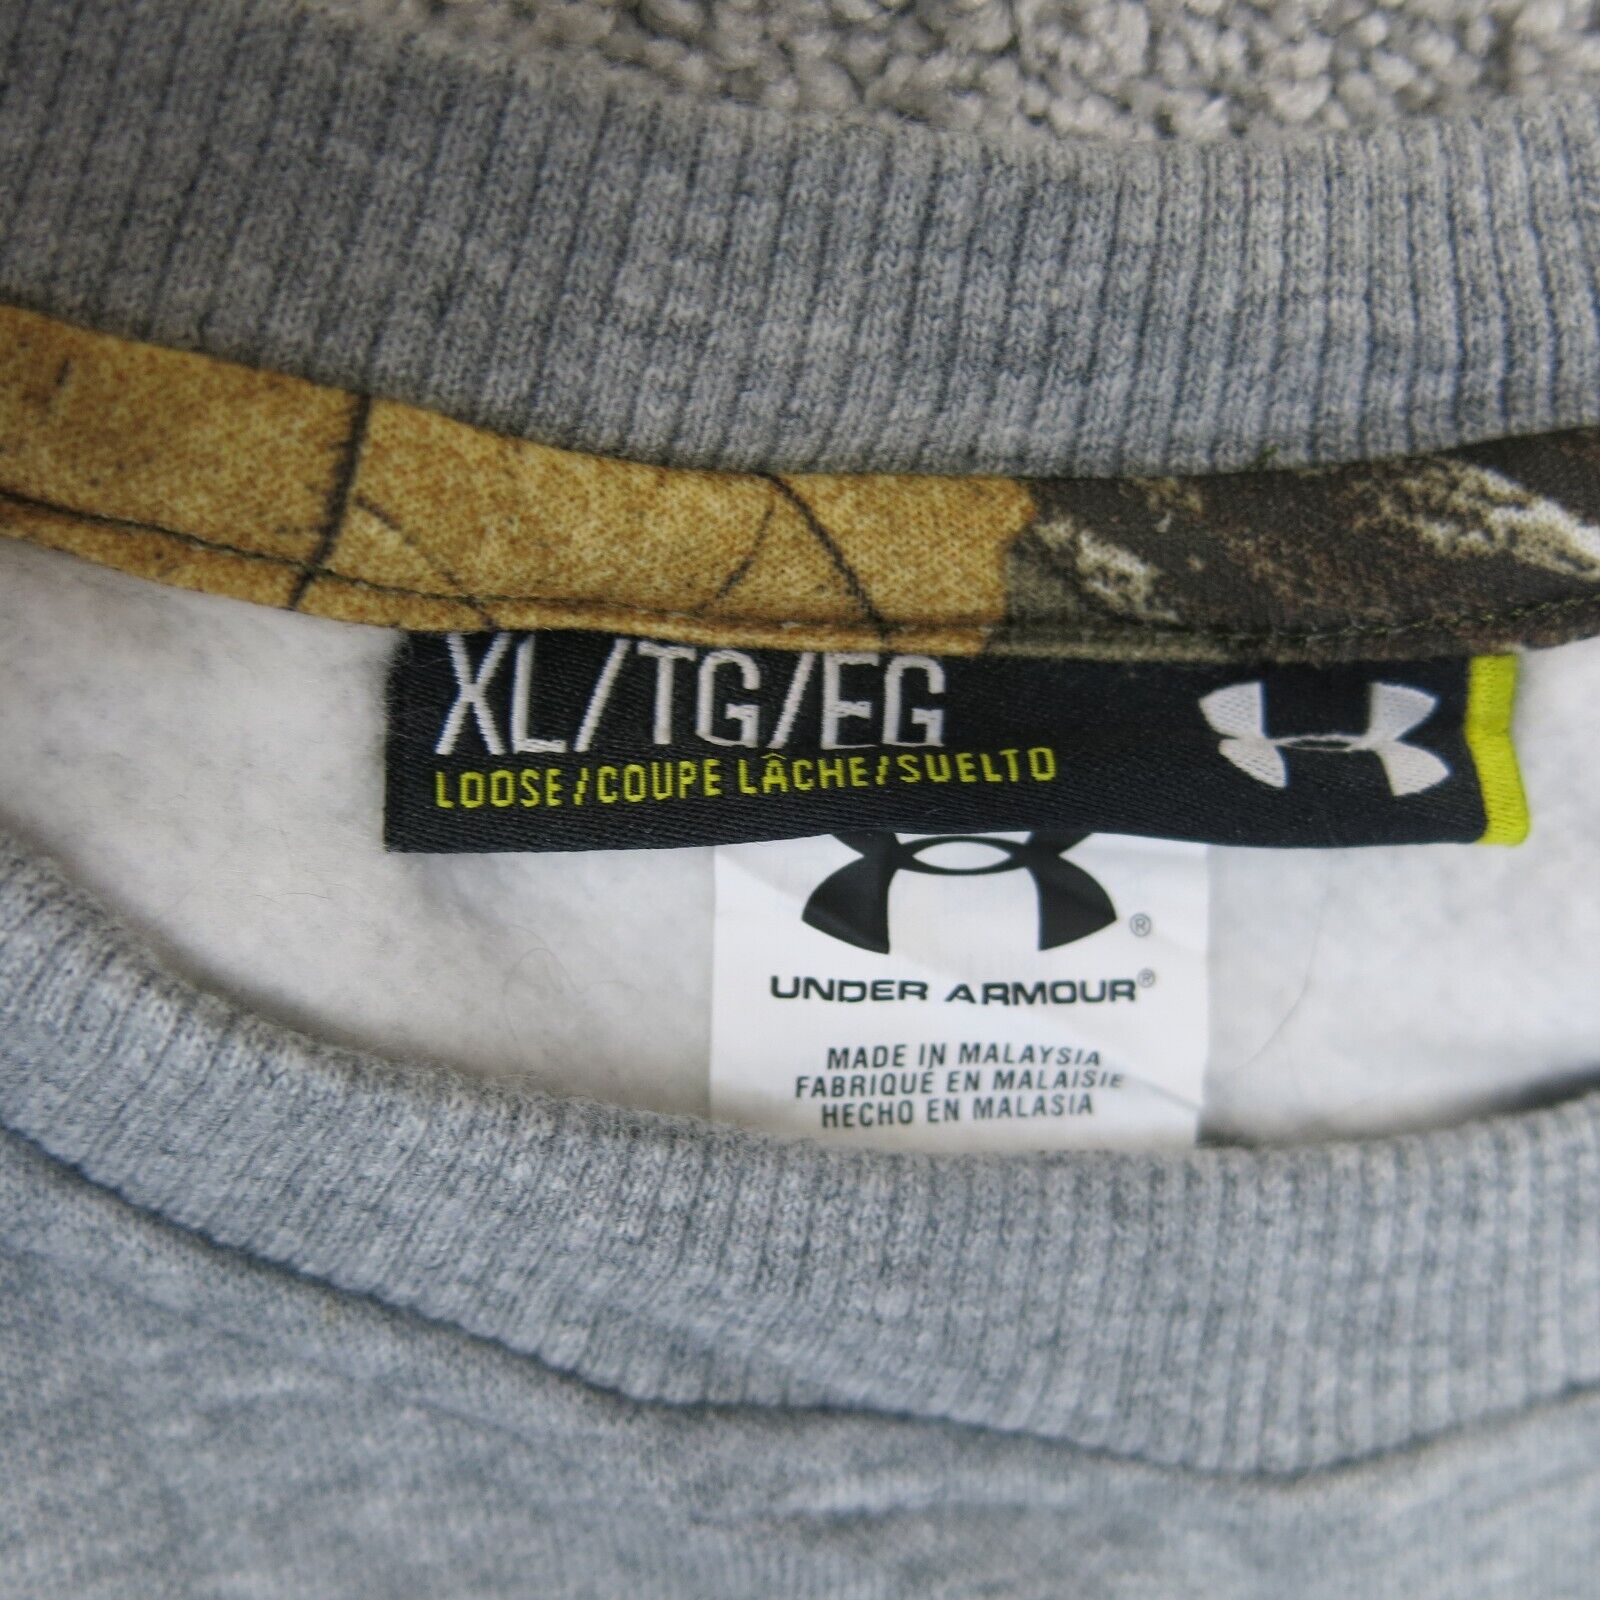 XL/TG/EG
LOOSE/COUPE LÂCHE/SUELTO
®
UNDER ARMOUR®
MADE IN MALAYSIA
FABRIQUÉ EN MALAISIE
HECHO EN MALASIA